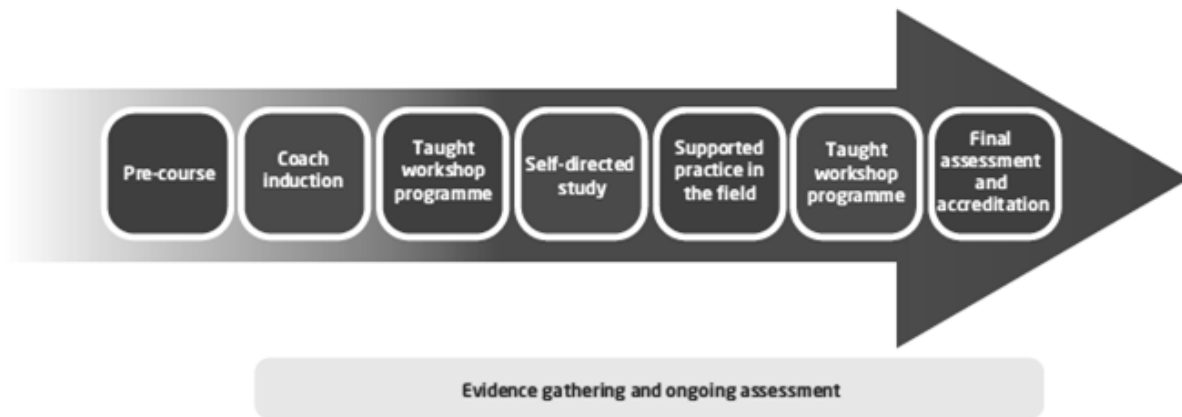 Pre-course
Coach
induction
Taught
workshop
programme
Self-directed
study
Supported
practice in
the field
Taught
workshop
programme
Final
assessment
and
accreditation
Evidence gathering and ongoing assessment